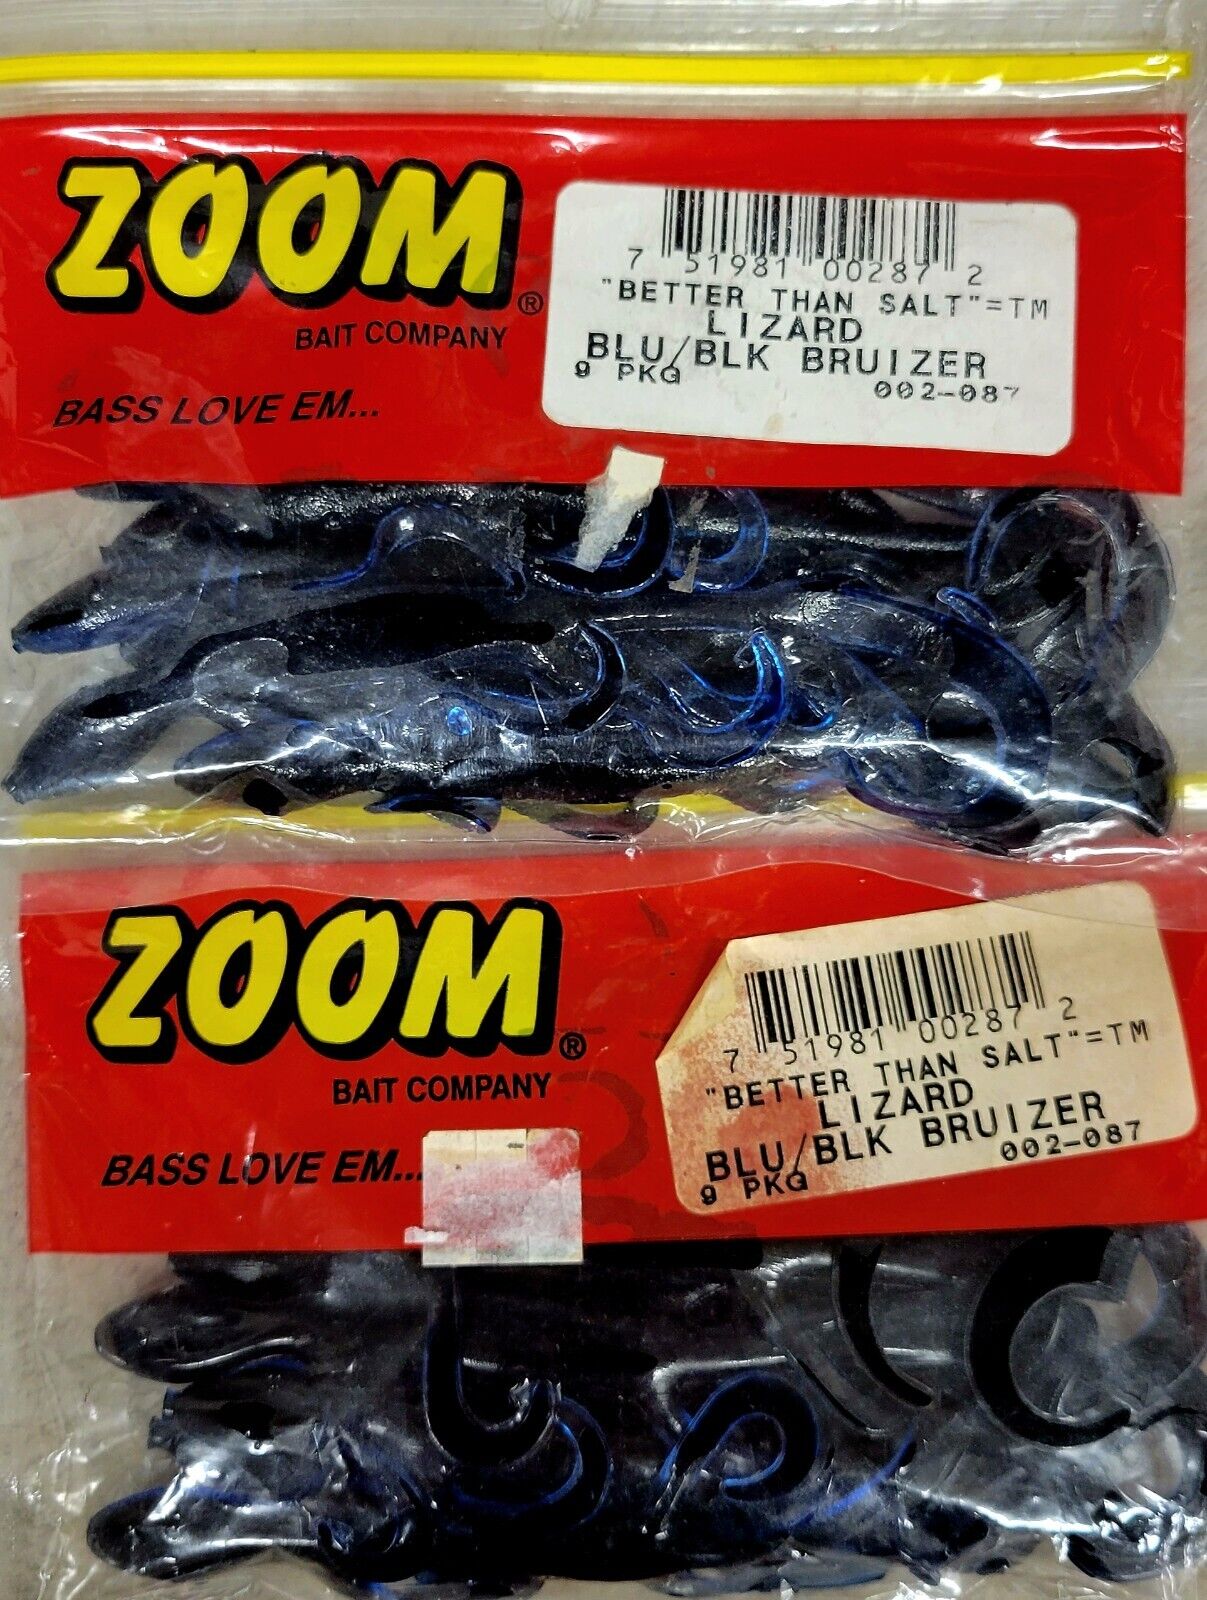 ZOOM®
BAIT COMPANY
BASS LOVE EM...
7 51981 00287 2
"BETTER THAN SALT"=TM
LIZARD
BLU/BLK BRUIZER
9 PKG 002-087
ZOOM®
BAIT COMPANY
BASS LOVE EM...
7 51981 00287 2
"BETTER THAN SALT"=TM
LIZARD
BLU/BLK BRUIZER
9 PKG 002-087